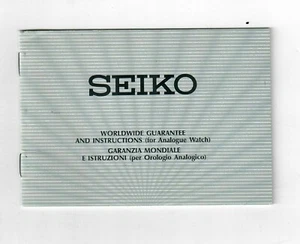 SEIKO
WORLDWIDE GUARANTEE
AND INSTRUCTIONS (for Analogue Watch)
GARANZIA MONDIALE
E ISTRUZIONI (per Orologio Analogico)